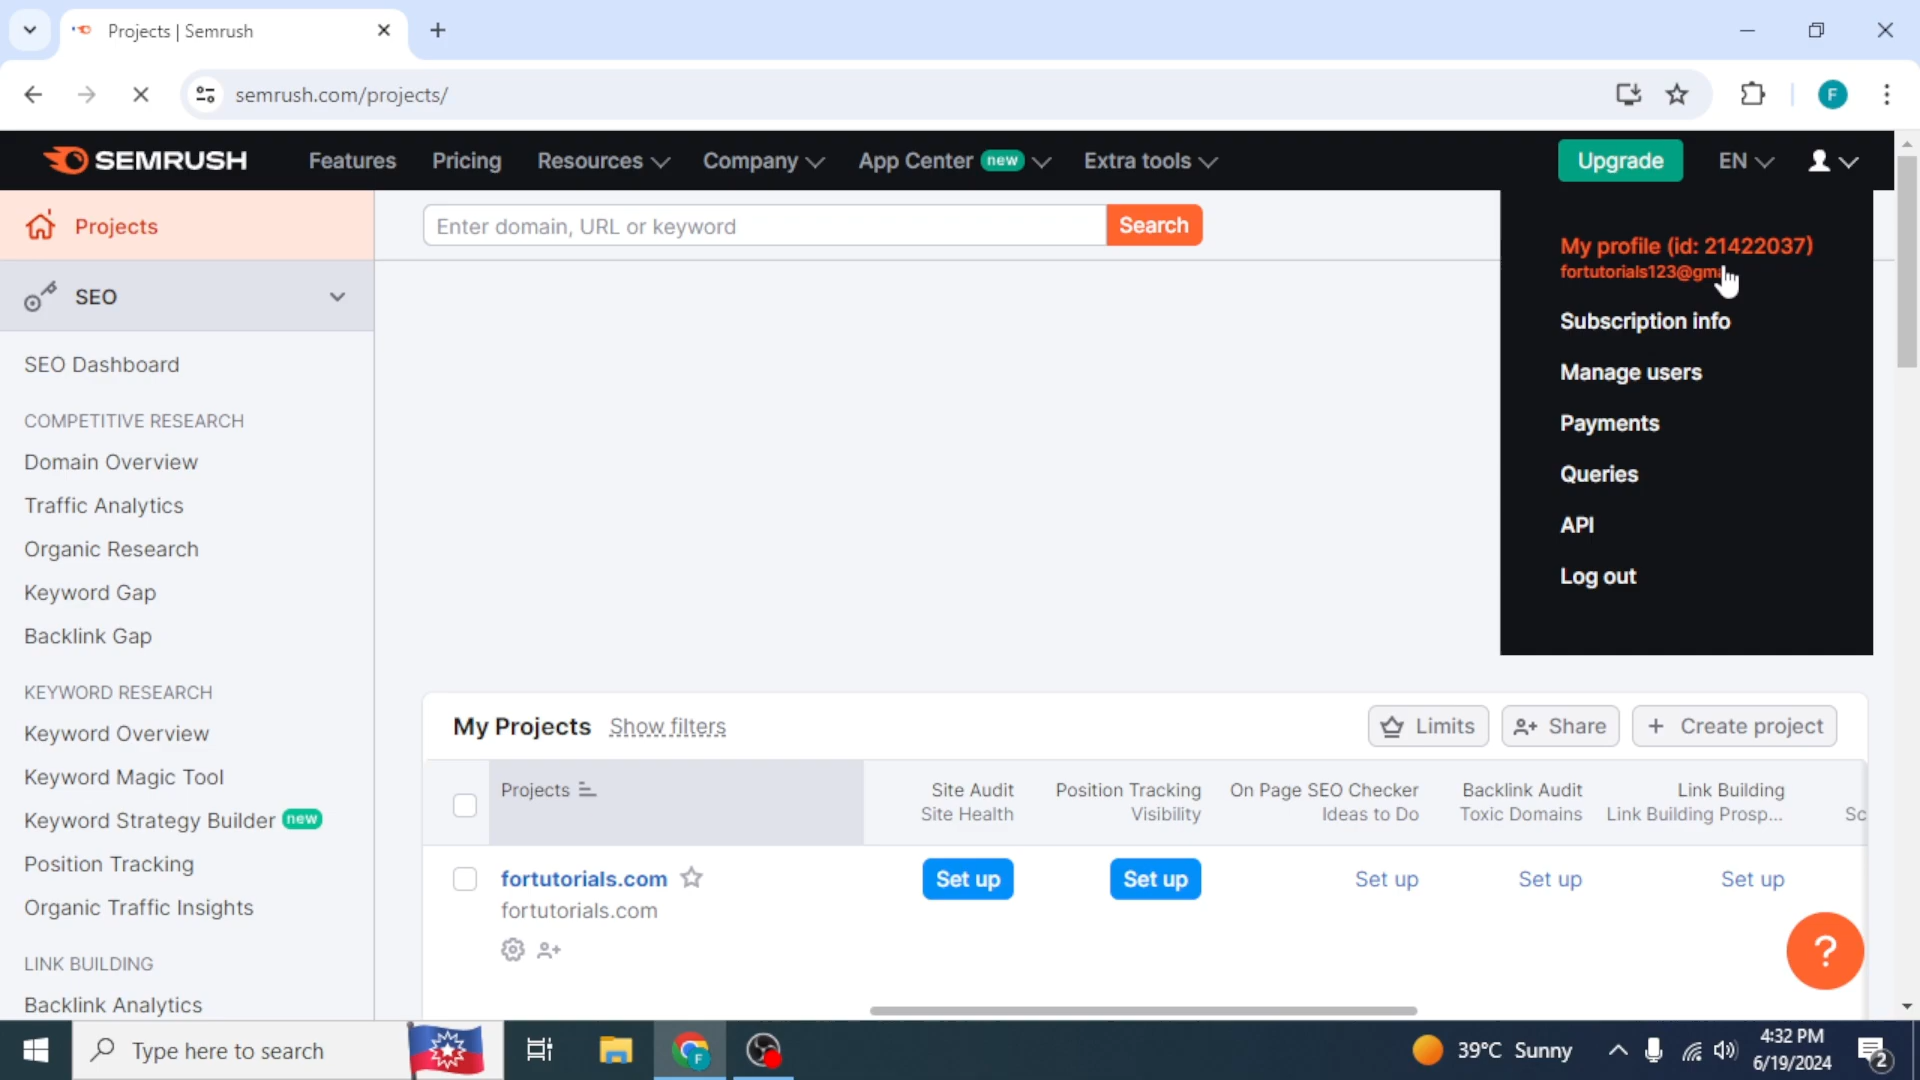 Projects | Semrush
semrush.com/projects/
F
SEMRUSH
Features
Pricing
Resources
Company
App Center new
Extra tools
Upgrade
EN
Projects
Enter domain, URL or keyword
Search
My profile (id: 21422037)
fortutorials123@gm
SEO
Subscription info
Manage users
Payments
Queries
API
Log out
SEO Dashboard
COMPETITIVE RESEARCH
Domain Overview
Traffic Analytics
Organic Research
Keyword Gap
Backlink Gap
KEYWORD RESEARCH
Keyword Overview
Keyword Magic Tool
Keyword Strategy Builder new
Position Tracking
Organic Traffic Insights
LINK BUILDING
Backlink Analytics
My Projects Show filters
Limits
Share
+ Create project
Projects
Site Audit
Site Health
Position Tracking
Visibility
On Page SEO Checker
Ideas to Do
Backlink Audit
Toxic Domains
Link Building
Link Building Prosp...
Sc
fortutorials.com
fortutorials.com
Set up
Set up
Set up
Set up
Set up
?
Type here to search
F
39°C Sunny
4:32 PM
6/19/2024
2